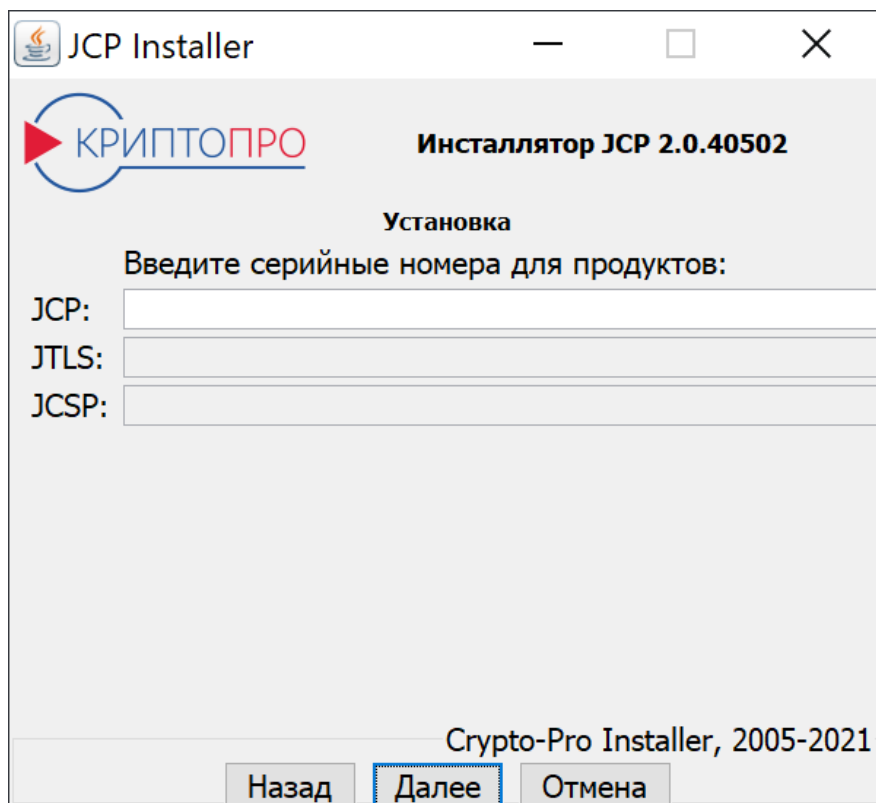 JCP Installer
КРИПТОПРО
Инсталлятор JCP 2.0.40502
Установка
Введите серийные номера для продуктов:
JCP:
JTLS:
JCSP:
Crypto-Pro Installer, 2005-2021
Назад Далее Отмена